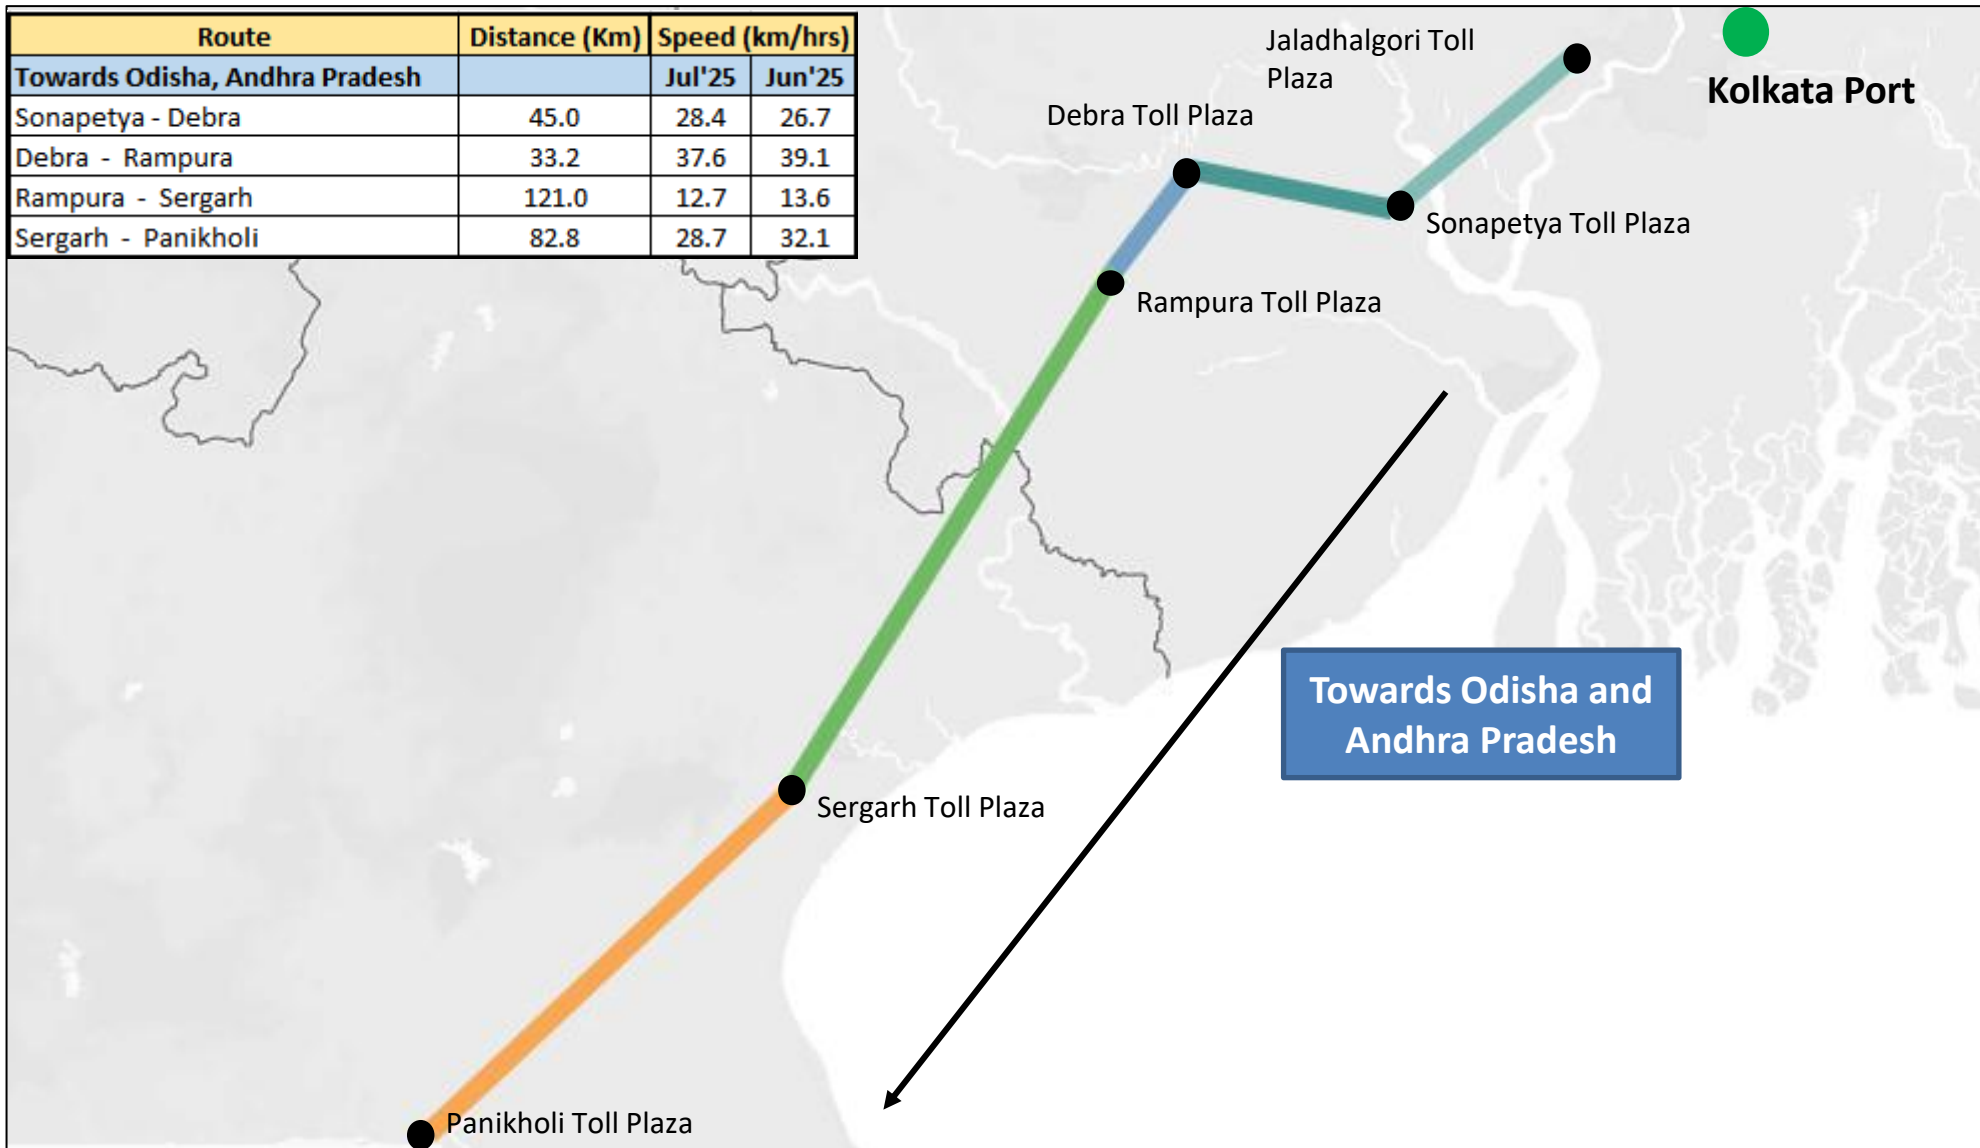 Route Distance (Km) Speed (km/hrs)
Towards Odisha, Andhra Pradesh Jul'25 Jun'25
Sonapetya - Debra 45.0 28.4 26.7
Debra - Rampura 33.2 37.6 39.1
Rampura - Sergarh 121.0 12.7 13.6
Sergarh - Panikholi 82.8 28.7 32.1
Jaladhalgori Toll
Plaza
Kolkata Port
Debra Toll Plaza
Sonapetya Toll Plaza
Rampura Toll Plaza
Towards Odisha and
Andhra Pradesh
Sergarh Toll Plaza
Panikholi Toll Plaza